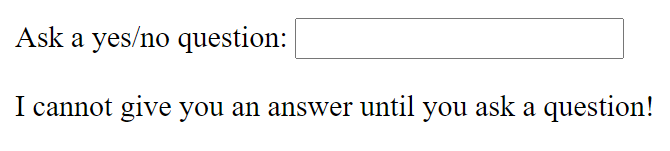 Ask a yes/no question:
I cannot give you an answer until you ask a question!